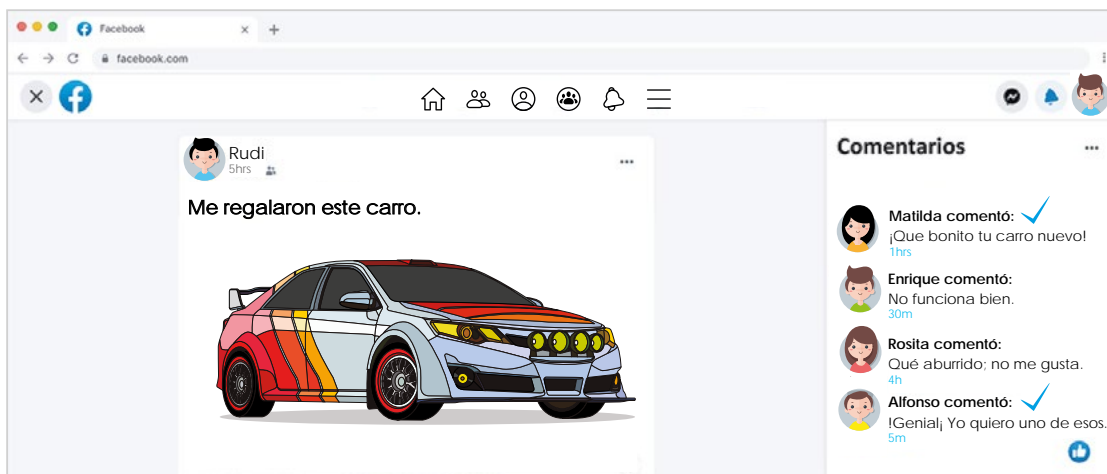 Facebook
facebook.com
Rudi
5hrs
Me regalaron este carro.
Comentarios
Matilda comentó:
¡Que bonito tu carro nuevo!
1hrs
Enrique comentó:
No funciona bien.
30m
Rosita comentó:
Qué aburrido; no me gusta.
4h
Alfonso comentó:
!Genial¡ Yo quiero uno de esos.
5m